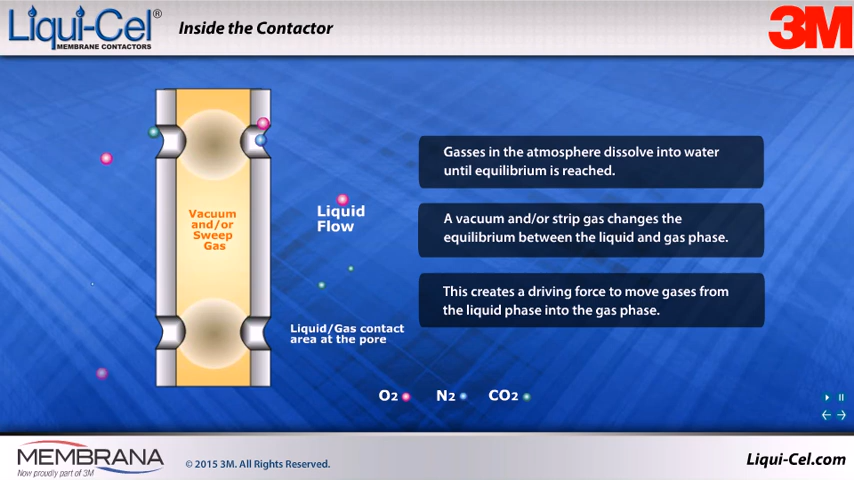 Liqui-Cel®
MEMBRANE CONTACTORS
Inside the Contactor
3M
Gasses in the atmosphere dissolve into water
until equilibrium is reached.
Vacuum
and/or
Sweep
Gas
Liquid
Flow
A vacuum and/or strip gas changes the
equilibrium between the liquid and gas phase.
This creates a driving force to move gases from
the liquid phase into the gas phase.
Liquid/Gas contact
area at the pore
O2 N2 CO2
MEMBRANA
Now proudly part of 3M
© 2015 3M. All Rights Reserved.
Liqui-Cel.com